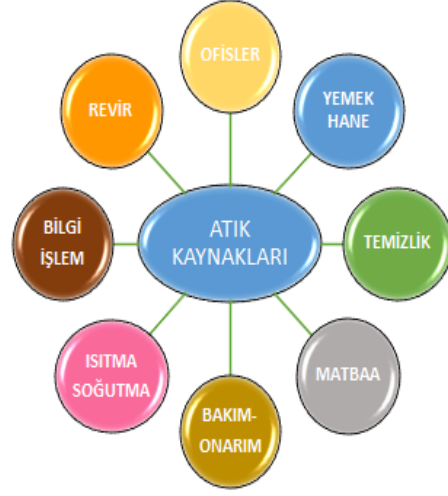 OFİSLER
YEMEK
HANE
TEMİZLİK
MATBAA
BAKIM-
ONARIM
ISITMA
SOĞUTMA
BİLGİ
İŞLEM
REVİR
ATIK
KAYNAKLARI